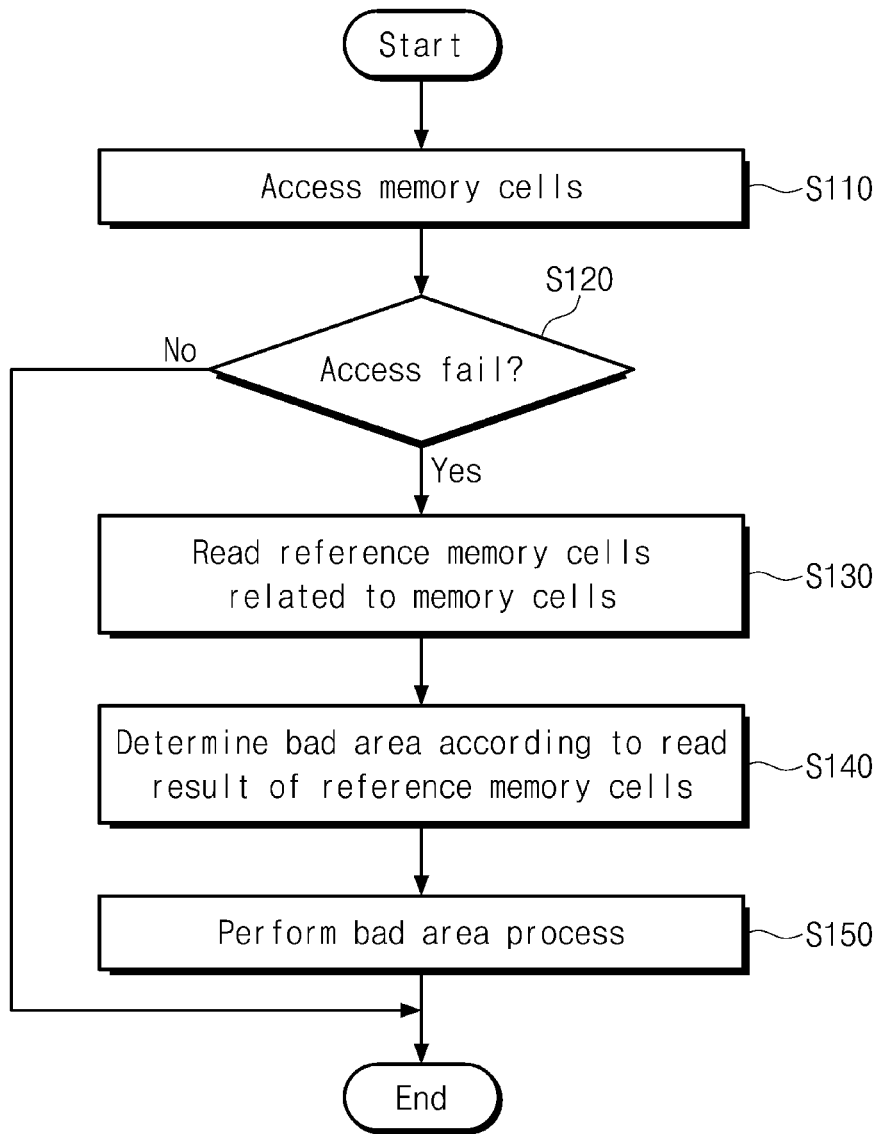 Start
Access memory cells
S110
S120
No
Access fail?
Yes
Read reference memory cells
related to memory cells
S130
Determine bad area according to read
result of reference memory cells
S140
Perform bad area process
S150
End